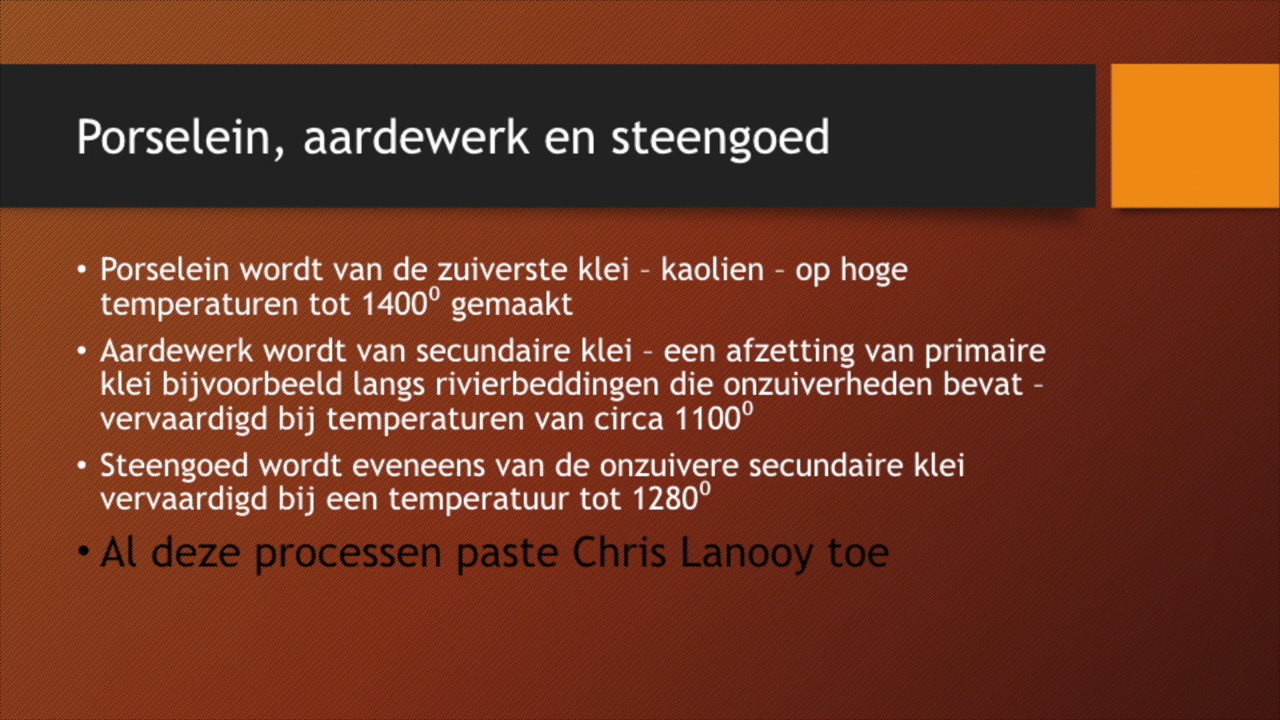 Porselein, aardewerk en steengoed
• Porselein wordt van de zuiverste klei – kaolien – op hoge
temperaturen tot 1400⁰ gemaakt
• Aardewerk wordt van secundaire klei – een afzetting van primaire
klei bijvoorbeeld langs rivierbeddingen die onzuiverheden bevat –
vervaardigd bij temperaturen van circa 1100⁰
• Steengoed wordt eveneens van de onzuivere secundaire klei
vervaardigd bij een temperatuur tot 1280⁰
• Al deze processen paste Chris Lanooy toe